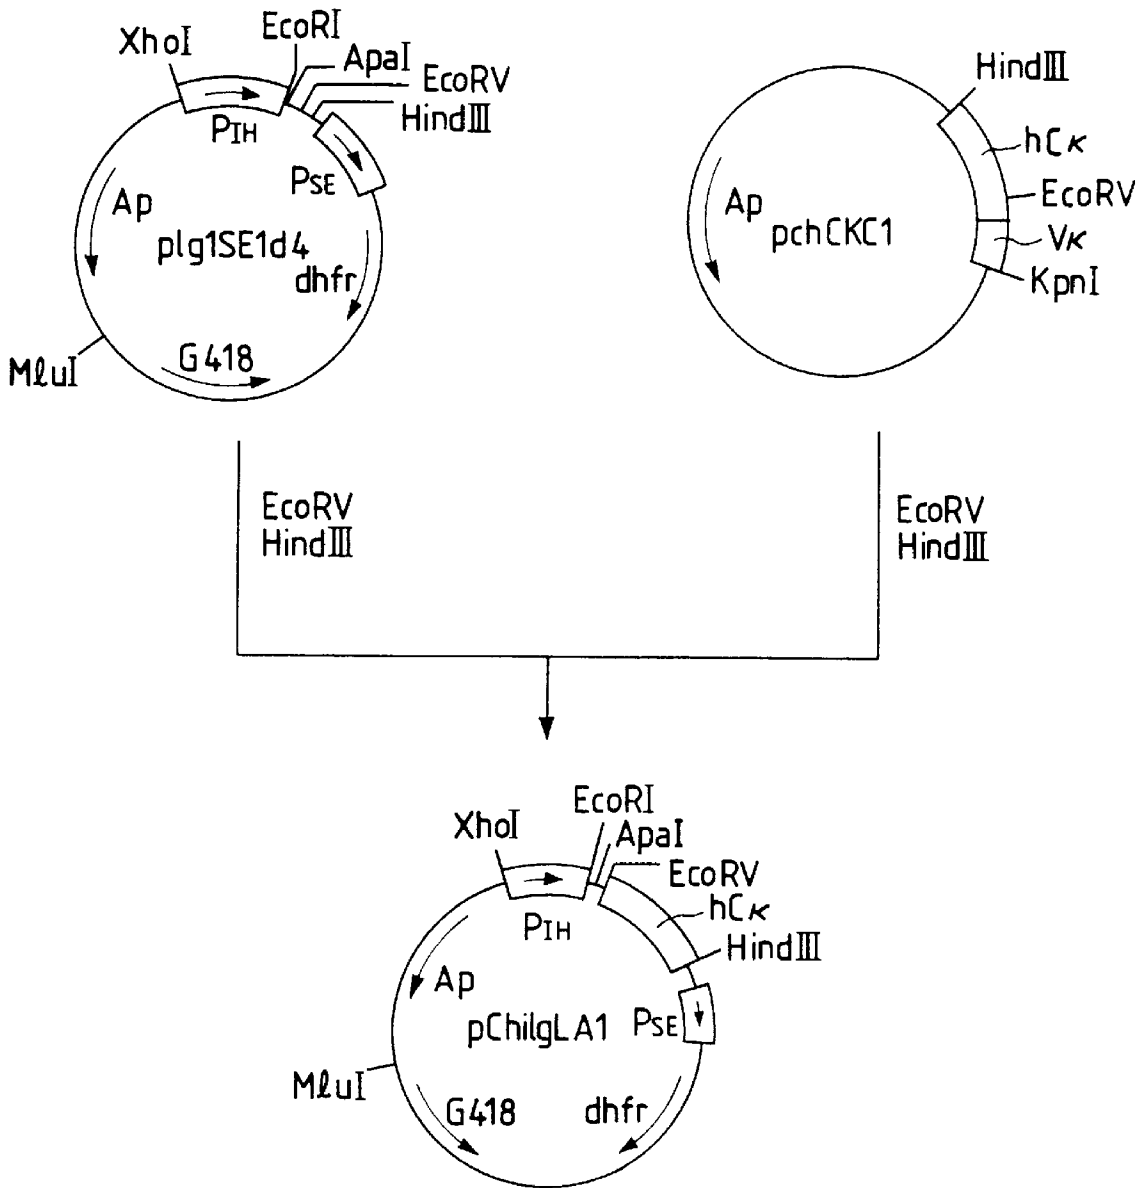 XhoI
EcoRI
ApaI
EcoRV
HindIII
PIH
PSE
Ap
pIg1SE1d4
dhfr
G418
MluI
HindIII
hCκ
EcoRV
Vκ
KpnI
Ap
pchCKC1
EcoRV
HindIII
EcoRV
HindIII
XhoI
EcoRI
ApaI
EcoRV
hCκ
HindIII
PIH
Ap
pChiIgLA1
PSE
MluI
G418
dhfr